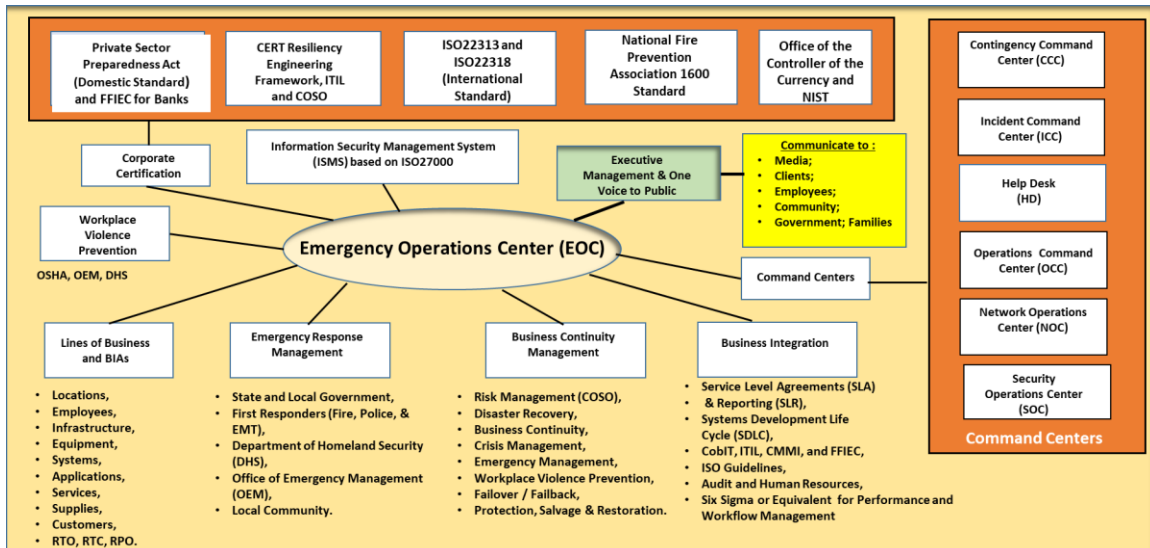 Private Sector
Preparedness Act
(Domestic Standard)
and FFIEC for Banks
CERT Resiliency
Engineering
Framework, ITIL
and COSO
ISO22313 and
ISO22318
(International
Standard)
National Fire
Prevention
Association 1600
Standard
Office of the
Controller of the
Currency and
NIST
Contingency Command
Center (CCC)
Incident Command
Center (ICC)
Help Desk
(HD)
Operations Command
Center (OCC)
Network Operations
Center (NOC)
Security
Operations Center
(SOC)
Command Centers
Corporate
Certification
Information Security Management System
(ISMS) based on ISO27000
Executive
Management & One
Voice to Public
Communicate to :
• Media;
• Clients;
• Employees;
• Community;
• Government; Families
Workplace
Violence
Prevention
OSHA, OEM, DHS
Emergency Operations Center (EOC)
Command Centers
Lines of Business
and BIAs
• Locations,
• Employees,
• Infrastructure,
• Equipment,
• Systems,
• Applications,
• Services,
• Supplies,
• Customers,
• RTO, RTC, RPO.
Emergency Response
Management
• State and Local Government,
• First Responders (Fire, Police, &
EMT),
• Department of Homeland Security
(DHS),
• Office of Emergency Management
(OEM),
• Local Community.
Business Continuity
Management
• Risk Management (COSO),
• Disaster Recovery,
• Business Continuity,
• Crisis Management,
• Emergency Management,
• Workplace Violence Prevention,
• Failover / Failback,
• Protection, Salvage & Restoration.
Business Integration
• Service Level Agreements (SLA)
• & Reporting (SLR),
• Systems Development Life
Cycle (SDLC),
• CobIT, ITIL, CMMI, and FFIEC,
• ISO Guidelines,
• Audit and Human Resources,
• Six Sigma or Equivalent for Performance and
Workflow Management